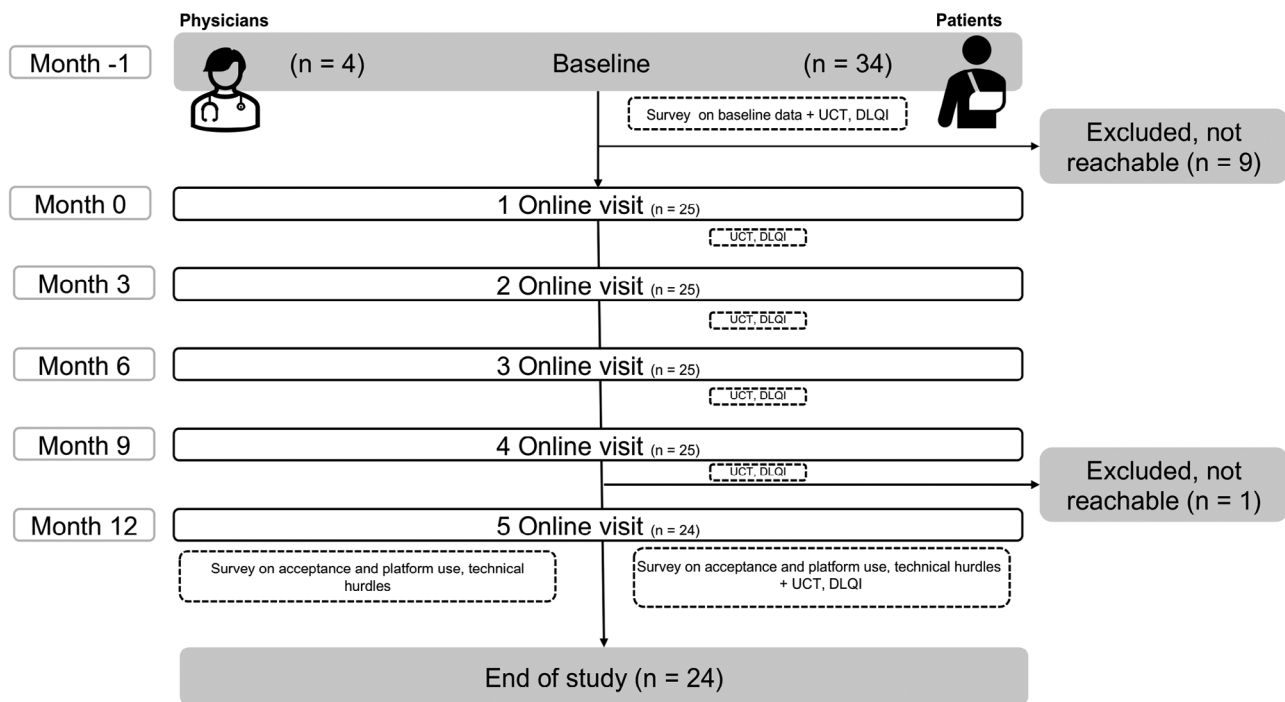 Physicians
Patients
Month -1
(n = 4)
Baseline
(n = 34)
Survey on baseline data + UCT, DLQI
Excluded, not
reachable (n = 9)
Month 0
1 Online visit (n = 25)
UCT, DLQI
Month 3
2 Online visit (n = 25)
UCT, DLQI
Month 6
3 Online visit (n = 25)
UCT, DLQI
Month 9
4 Online visit (n = 25)
UCT, DLQI
Excluded, not
reachable (n = 1)
Month 12
5 Online visit (n = 24)
Survey on acceptance and platform use, technical
hurdles
Survey on acceptance and platform use, technical hurdles
+ UCT, DLQI
End of study (n = 24)